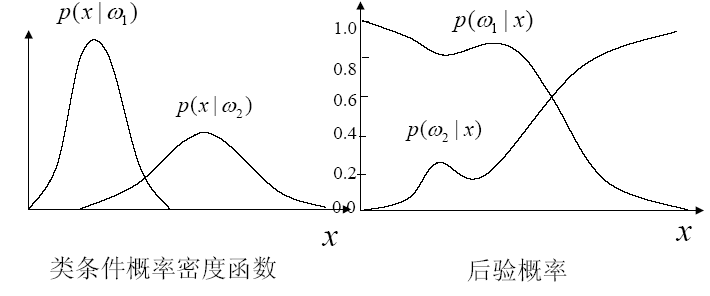 p(x | ω₁)
p(x | ω₂)
x
类条件概率密度函数
1.0
0.8
0.6
0.4
0.2
0.0
p(ω₁ | x)
p(ω₂ | x)
x
后验概率